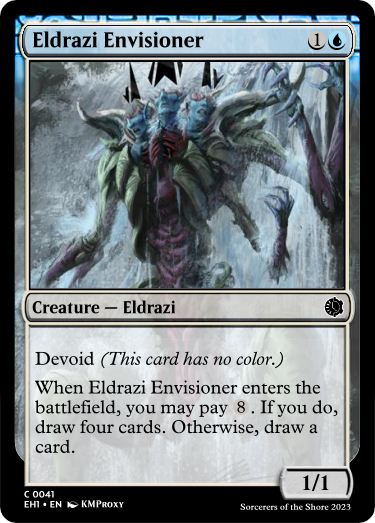 Eldrazi Envisioner 1
Creature — Eldrazi
Devoid (This card has no color.)
When Eldrazi Envisioner enters the
battlefield, you may pay 8 . If you do,
draw four cards. Otherwise, draw a
card.
1/1
C 0041
EH1 • EN KMProxy
Sorcerers of the Shore 2023